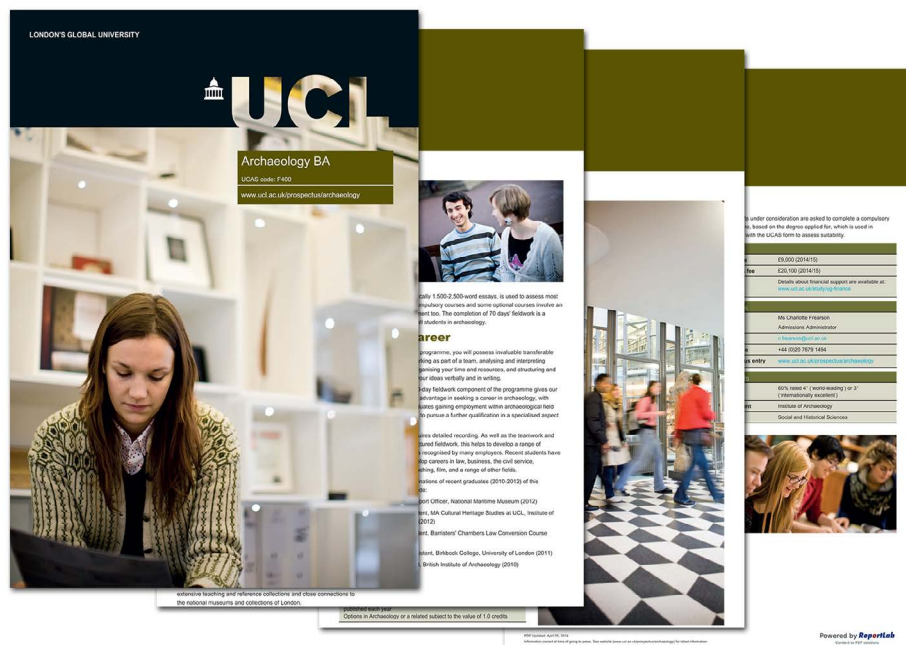 LONDON'S GLOBAL UNIVERSITY
UCL
Archaeology BA
UCAS code: F400
www.ucl.ac.uk/prospectus/archaeology
extensive teaching and reference collections and close connections to
the national museums and collections of London.
cally 1,500-2,500-word essays, is used to assess most
mpulsory courses and some optional courses involve an
ent too. The completion of 70 days' fieldwork is a
ll students in archaeology.
areer
programme, you will possess invaluable transferable
king as part of a team, analysing and interpreting
ganising your time and resources, and structuring and
our ideas verbally and in writing.
-day fieldwork component of the programme gives our
advantage in seeking a career in archaeology, with
uates gaining employment within archaeological field
to pursue a further qualification in a specialised aspect
ires detailed recording. As well as the teamwork and
tured fieldwork, this helps to develop a range of
recognised by many employers. Recent students have
lop careers in law, business, the civil service,
ching, film, and a range of other fields.
nations of recent graduates (2010-2012) of this
de:
port Officer, National Maritime Museum (2012)
ent, MA Cultural Heritage Studies at UCL, Institute of
(2012)
ent, Barristers' Chambers Law Conversion Course
istent, Birkbeck College, University of London (2011)
, British Institute of Archaeology (2010)
published each year
Options in Archaeology or a related subject to the value of 1.0 credits
ts under consideration are asked to complete a compulsory
e, based on the degree applied for, which is used in
with the UCAS form to assess suitability.
£9,000 (2014/15)
fee £20,100 (2014/15)
Details about financial support are available at:
www.ucl.ac.uk/study/ug-finance
Ms Charlotte Frearson
Admissions Administrator
c.frearson@ucl.ac.uk
+44 (0)20 7679 1494
us entry www.ucl.ac.uk/prospectus/archaeology
60% rated 4* ('world-leading') or 3*
('internationally excellent')
nt Institute of Archaeology
Social and Historical Sciences
Powered by ReportLab